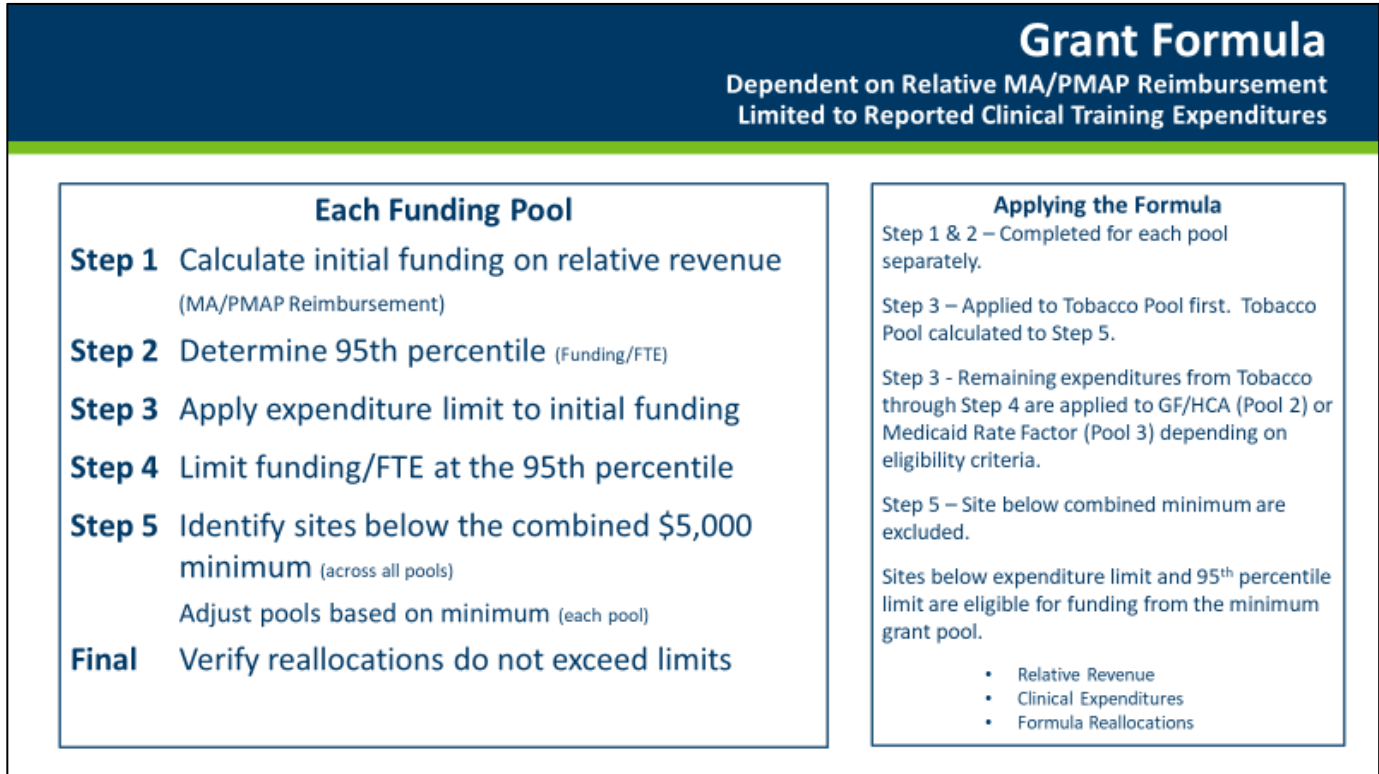 Grant Formula
Dependent on Relative MA/PMAP Reimbursement
Limited to Reported Clinical Training Expenditures
Each Funding Pool
Step 1 Calculate initial funding on relative revenue
(MA/PMAP Reimbursement)
Step 2 Determine 95th percentile (Funding/FTE)
Step 3 Apply expenditure limit to initial funding
Step 4 Limit funding/FTE at the 95th percentile
Step 5 Identify sites below the combined $5,000
minimum (across all pools)
Adjust pools based on minimum (each pool)
Final Verify reallocations do not exceed limits
Applying the Formula
Step 1 & 2 – Completed for each pool
separately.
Step 3 – Applied to Tobacco Pool first. Tobacco
Pool calculated to Step 5.
Step 3 - Remaining expenditures from Tobacco
through Step 4 are applied to GF/HCA (Pool 2) or
Medicaid Rate Factor (Pool 3) depending on
eligibility criteria.
Step 5 – Site below combined minimum are
excluded.
Sites below expenditure limit and 95th percentile
limit are eligible for funding from the minimum
grant pool.
• Relative Revenue
• Clinical Expenditures
• Formula Reallocations